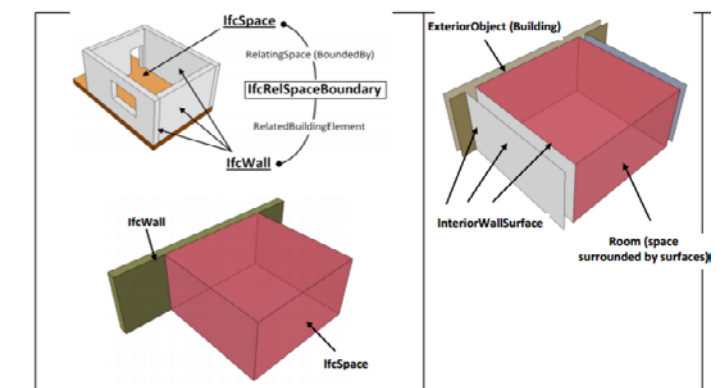 IfcSpace
RelatingSpace (BoundedBy)
IfcRelSpaceBoundary
RelatedBuildingElement
IfcWall
IfcWall
IfcSpace
ExteriorObject (Building)
InteriorWallSurface
Room (space
surrounded by surfaces)